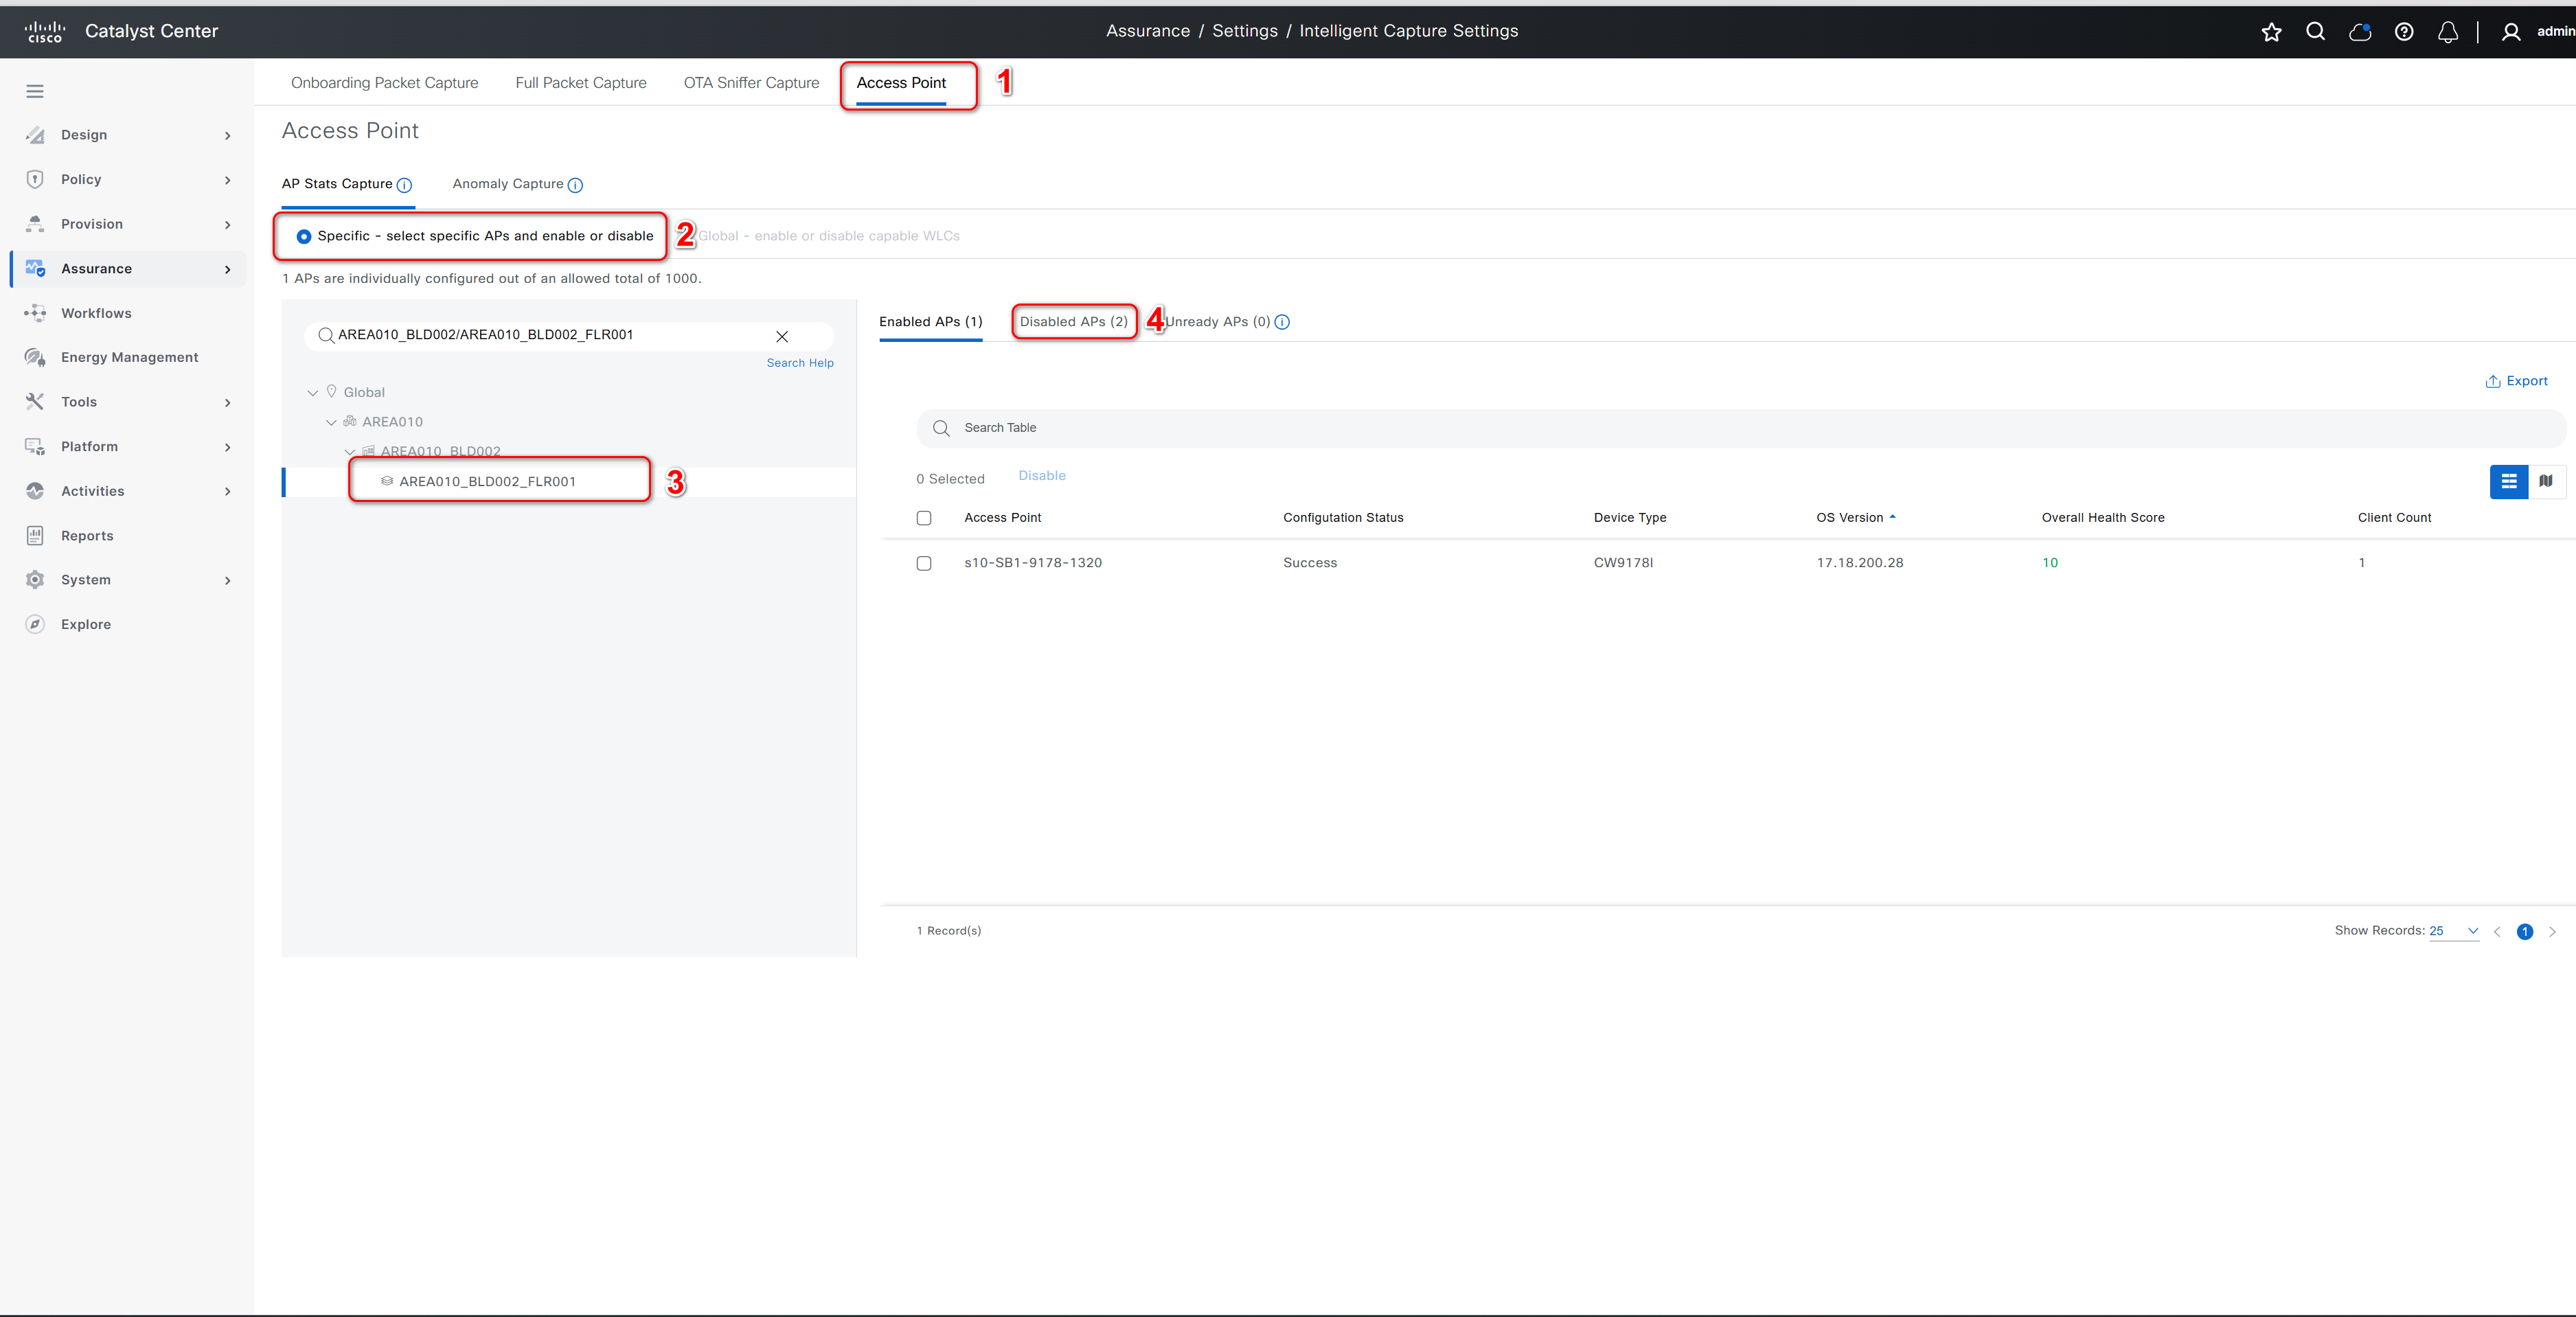 CISCO Catalyst Center
Assurance / Settings / Intelligent Capture Settings
admin
Onboarding Packet Capture Full Packet Capture OTA Sniffer Capture Access Point 1
Design
Policy
Provision
Assurance
Workflows
Energy Management
Tools
Platform
Activities
Reports
System
Explore
Access Point
AP Stats Capture Anomaly Capture
Specific - select specific APs and enable or disable 2 Global - enable or disable capable WLCs
1 APs are individually configured out of an allowed total of 1000.
AREA010_BLD002/AREA010_BLD002_FLR001
Search Help
Global
AREA010
AREA010_BLD002
AREA010_BLD002_FLR001 3
Enabled APs (1) Disabled APs (2) 4 Unready APs (0)
Export
Search Table
0 Selected Disable
Access Point Configutation Status Device Type OS Version Overall Health Score Client Count
s10-SB1-9178-1320 Success CW9178I 17.18.200.28 10 1
1 Record(s)
Show Records: 25 1